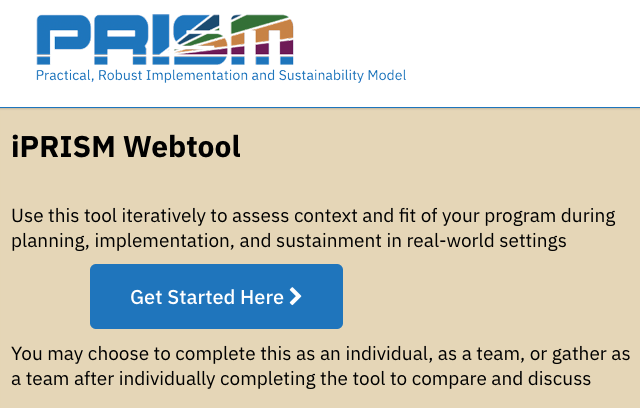 PRISM
Practical, Robust Implementation and Sustainability Model
iPRISM Webtool
Use this tool iteratively to assess context and fit of your program during
planning, implementation, and sustainment in real-world settings
Get Started Here
You may choose to complete this as an individual, as a team, or gather as
a team after individually completing the tool to compare and discuss